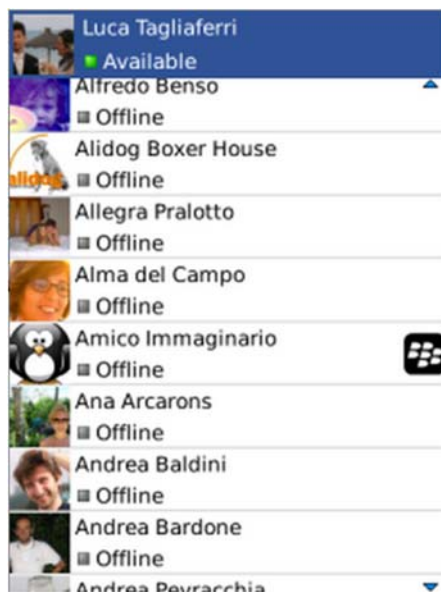 Luca Tagliaferri
Available
Alfredo Benso
Offline
Alidog Boxer House
alidog
Offline
Allegra Pralotto
Offline
Alma del Campo
Offline
Amico Immaginario
Offline
Ana Arcarons
Offline
Andrea Baldini
Offline
Andrea Bardone
Offline
Andrea Peyracchia